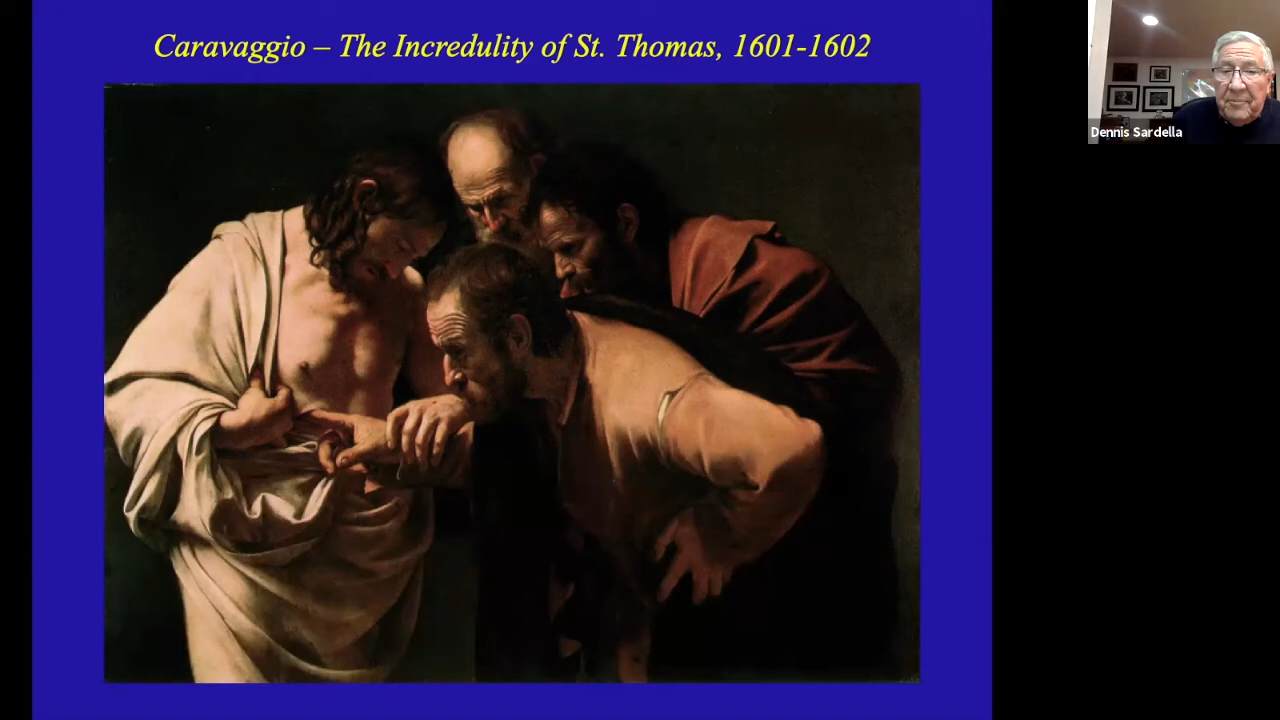 Caravaggio – The Incredulity of St. Thomas, 1601-1602
Dennis Sardella